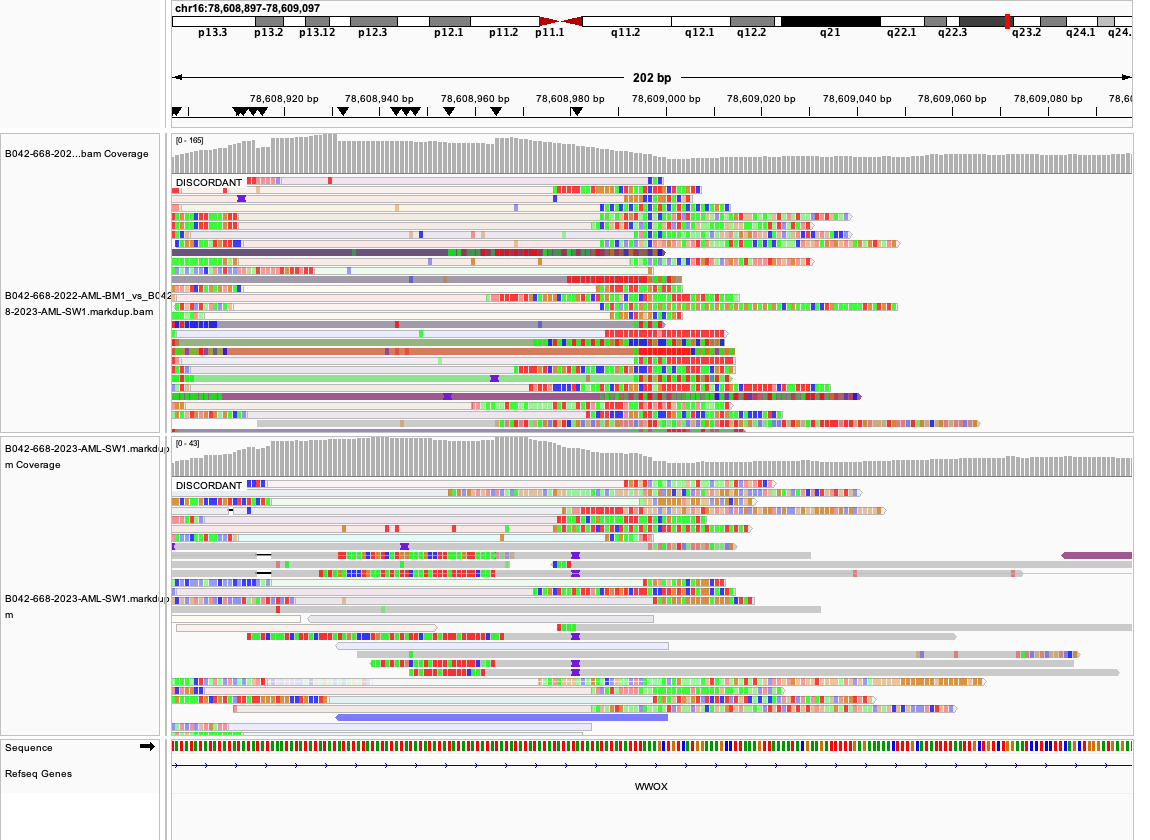 chr16:78,608,897-78,609,097
p13.3 p13.2 p13.12 p12.3 p12.1 p11.2 p11.1 q11.2 q12.1 q12.2 q21 q22.1 q22.3 q23.2 q24.1 q24.
202 bp
78,608,920 bp 78,608,940 bp 78,608,960 bp 78,608,980 bp 78,609,000 bp 78,609,020 bp 78,609,040 bp 78,609,060 bp 78,609,080 bp 78,60
[0 - 165]
B042-668-202...bam Coverage
DISCORDANT
B042-668-2022-AML-BM1_vs_B042
8-2023-AML-SW1.markdup.bam
[0 - 43]
B042-668-2023-AML-SW1.markdup
m Coverage
DISCORDANT
B042-668-2023-AML-SW1.markdup
m
Sequence
Refseq Genes
WWOX